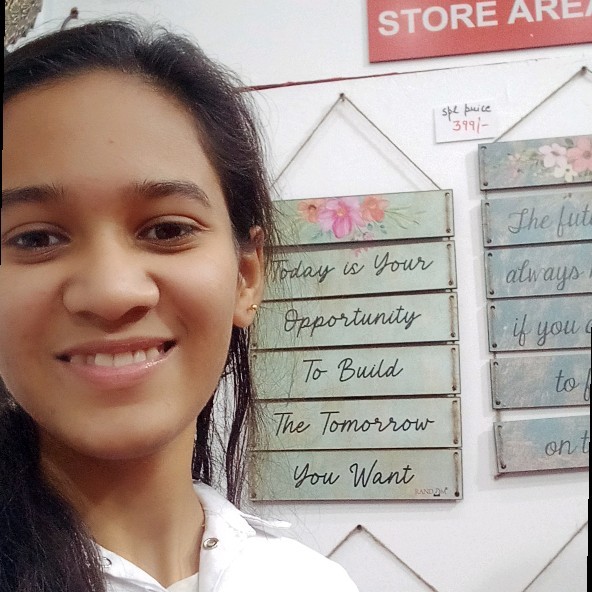 STORE AREA
spl price
399/-
Today is Your
Opportunity
To Build
The Tomorrow
You Want
The
always
if you
to
on